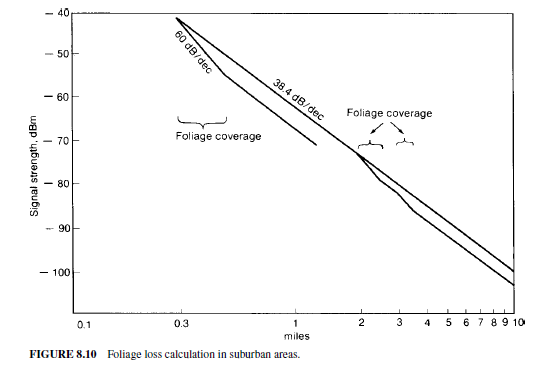 – 40
– 50
– 60
– 70
– 80
– 90
– 100
Signal strength, dBm
60 dB/dec
38.4 dB/dec
Foliage coverage
Foliage coverage
0.1 0.3 1 2 3 4 5 6 7 8 9 10
miles
FIGURE 8.10 Foliage loss calculation in suburban areas.